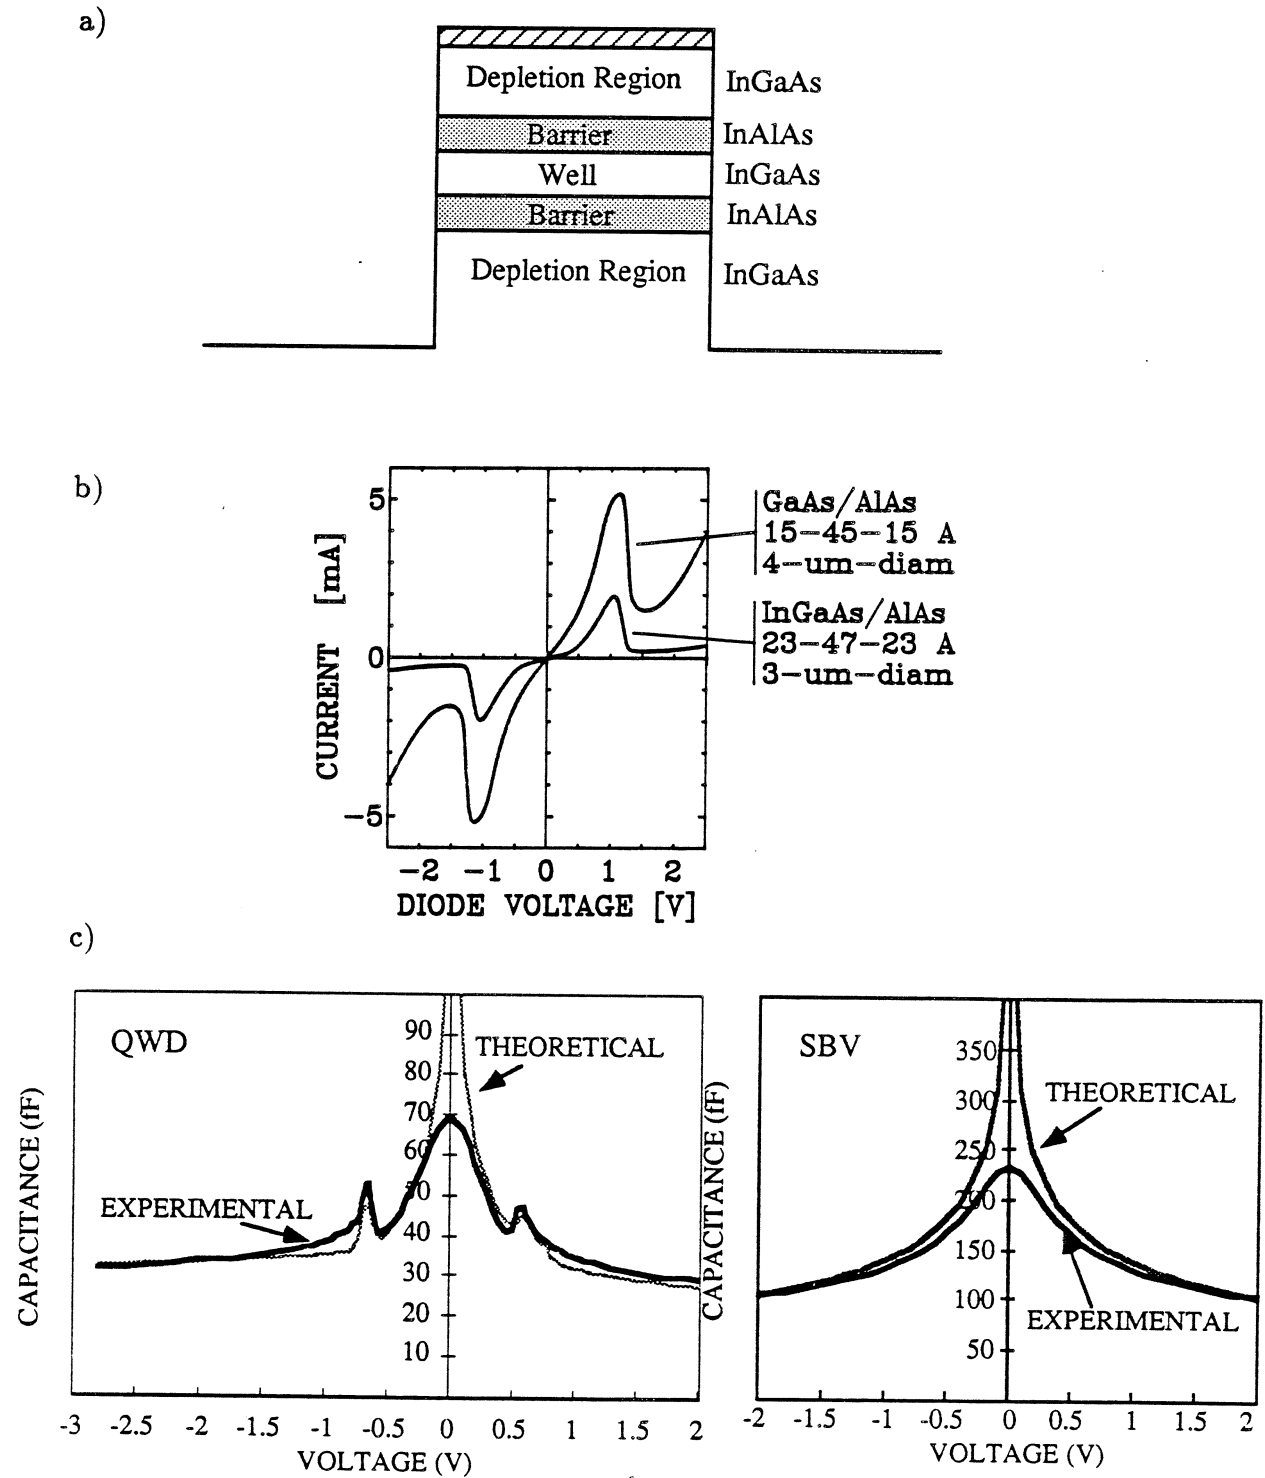 a)
Depletion Region InGaAs
Barrier InAlAs
Well InGaAs
Barrier InAlAs
Depletion Region InGaAs
b)
CURRENT [mA]
5
0
-5
-2 -1 0 1 2
DIODE VOLTAGE [V]
GaAs/AlAs
15-45-15 A
4-um-diam
InGaAs/AlAs
23-47-23 A
3-um-diam
c)
QWD
CAPACITANCE (fF)
90
80
70
60
50
40
30
20
10
THEORETICAL
EXPERIMENTAL
-3 -2.5 -2 -1.5 -1 -0.5 0 0.5 1 1.5 2
VOLTAGE (V)
SBV
CAPACITANCE (fF)
350
300
250
200
150
100
50
THEORETICAL
EXPERIMENTAL
-2 -1.5 -1 -0.5 0 0.5 1 1.5 2
VOLTAGE (V)